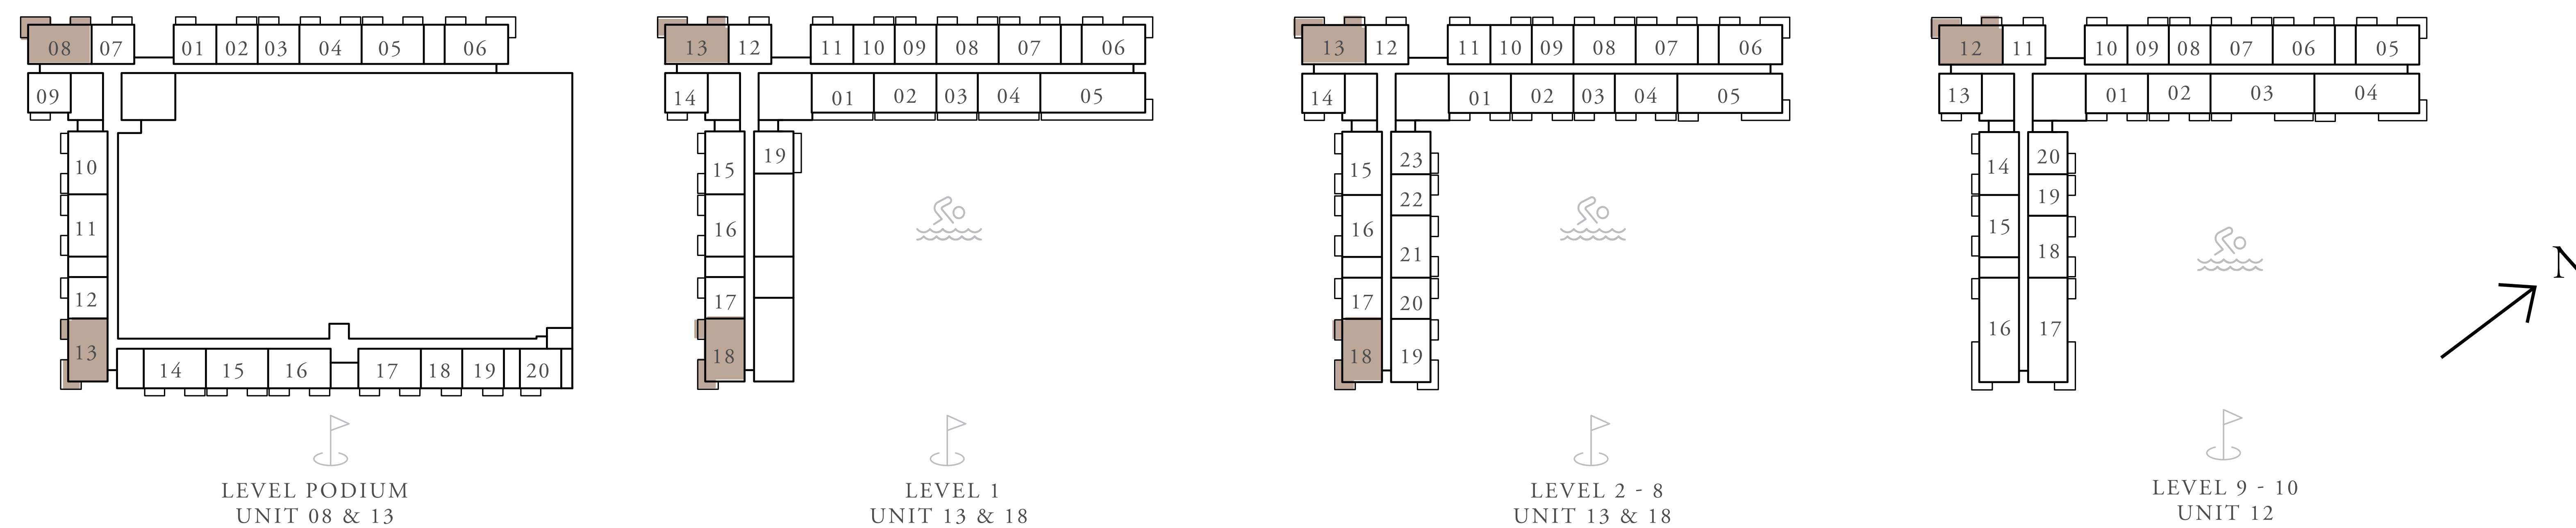 08 07 01 02 03 04 05 06
09
10
11
12
13
14 15 16 17 18 19 20
LEVEL PODIUM
UNIT 08 & 13
13 12 11 10 09 08 07 06
14 01 02 03 04 05
15 19
16
17
18
LEVEL 1
UNIT 13 & 18
13 12 11 10 09 08 07 06
14 01 02 03 04 05
15 23
22
16 21
17 20
18 19
LEVEL 2 - 8
UNIT 13 & 18
12 11 10 09 08 07 06 05
13 01 02 03 04
14 20
19
15 18
16 17
LEVEL 9 - 10
UNIT 12
N